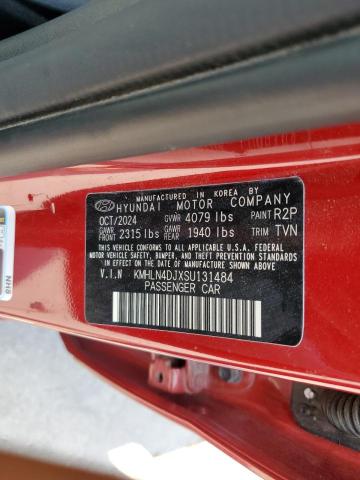 MANUFACTURED IN KOREA BY
HYUNDAI MOTOR COMPANY
OCT/2024 GVWR 4079 lbs PAINT R2P
GAWR FRONT 2315 lbs GAWR REAR 1940 lbs TRIM TVN
THIS VEHICLE CONFORMS TO ALL APPLICABLE U.S.A. FEDERAL
MOTOR VEHICLE SAFETY, BUMPER, AND THEFT PREVENTION
STANDARDS IN EFFECT ON THE DATE OF MANUFACTURE SHOWN ABOVE.
V.I.N KMHLN4DJXSU131484
PASSENGER CAR
NH8